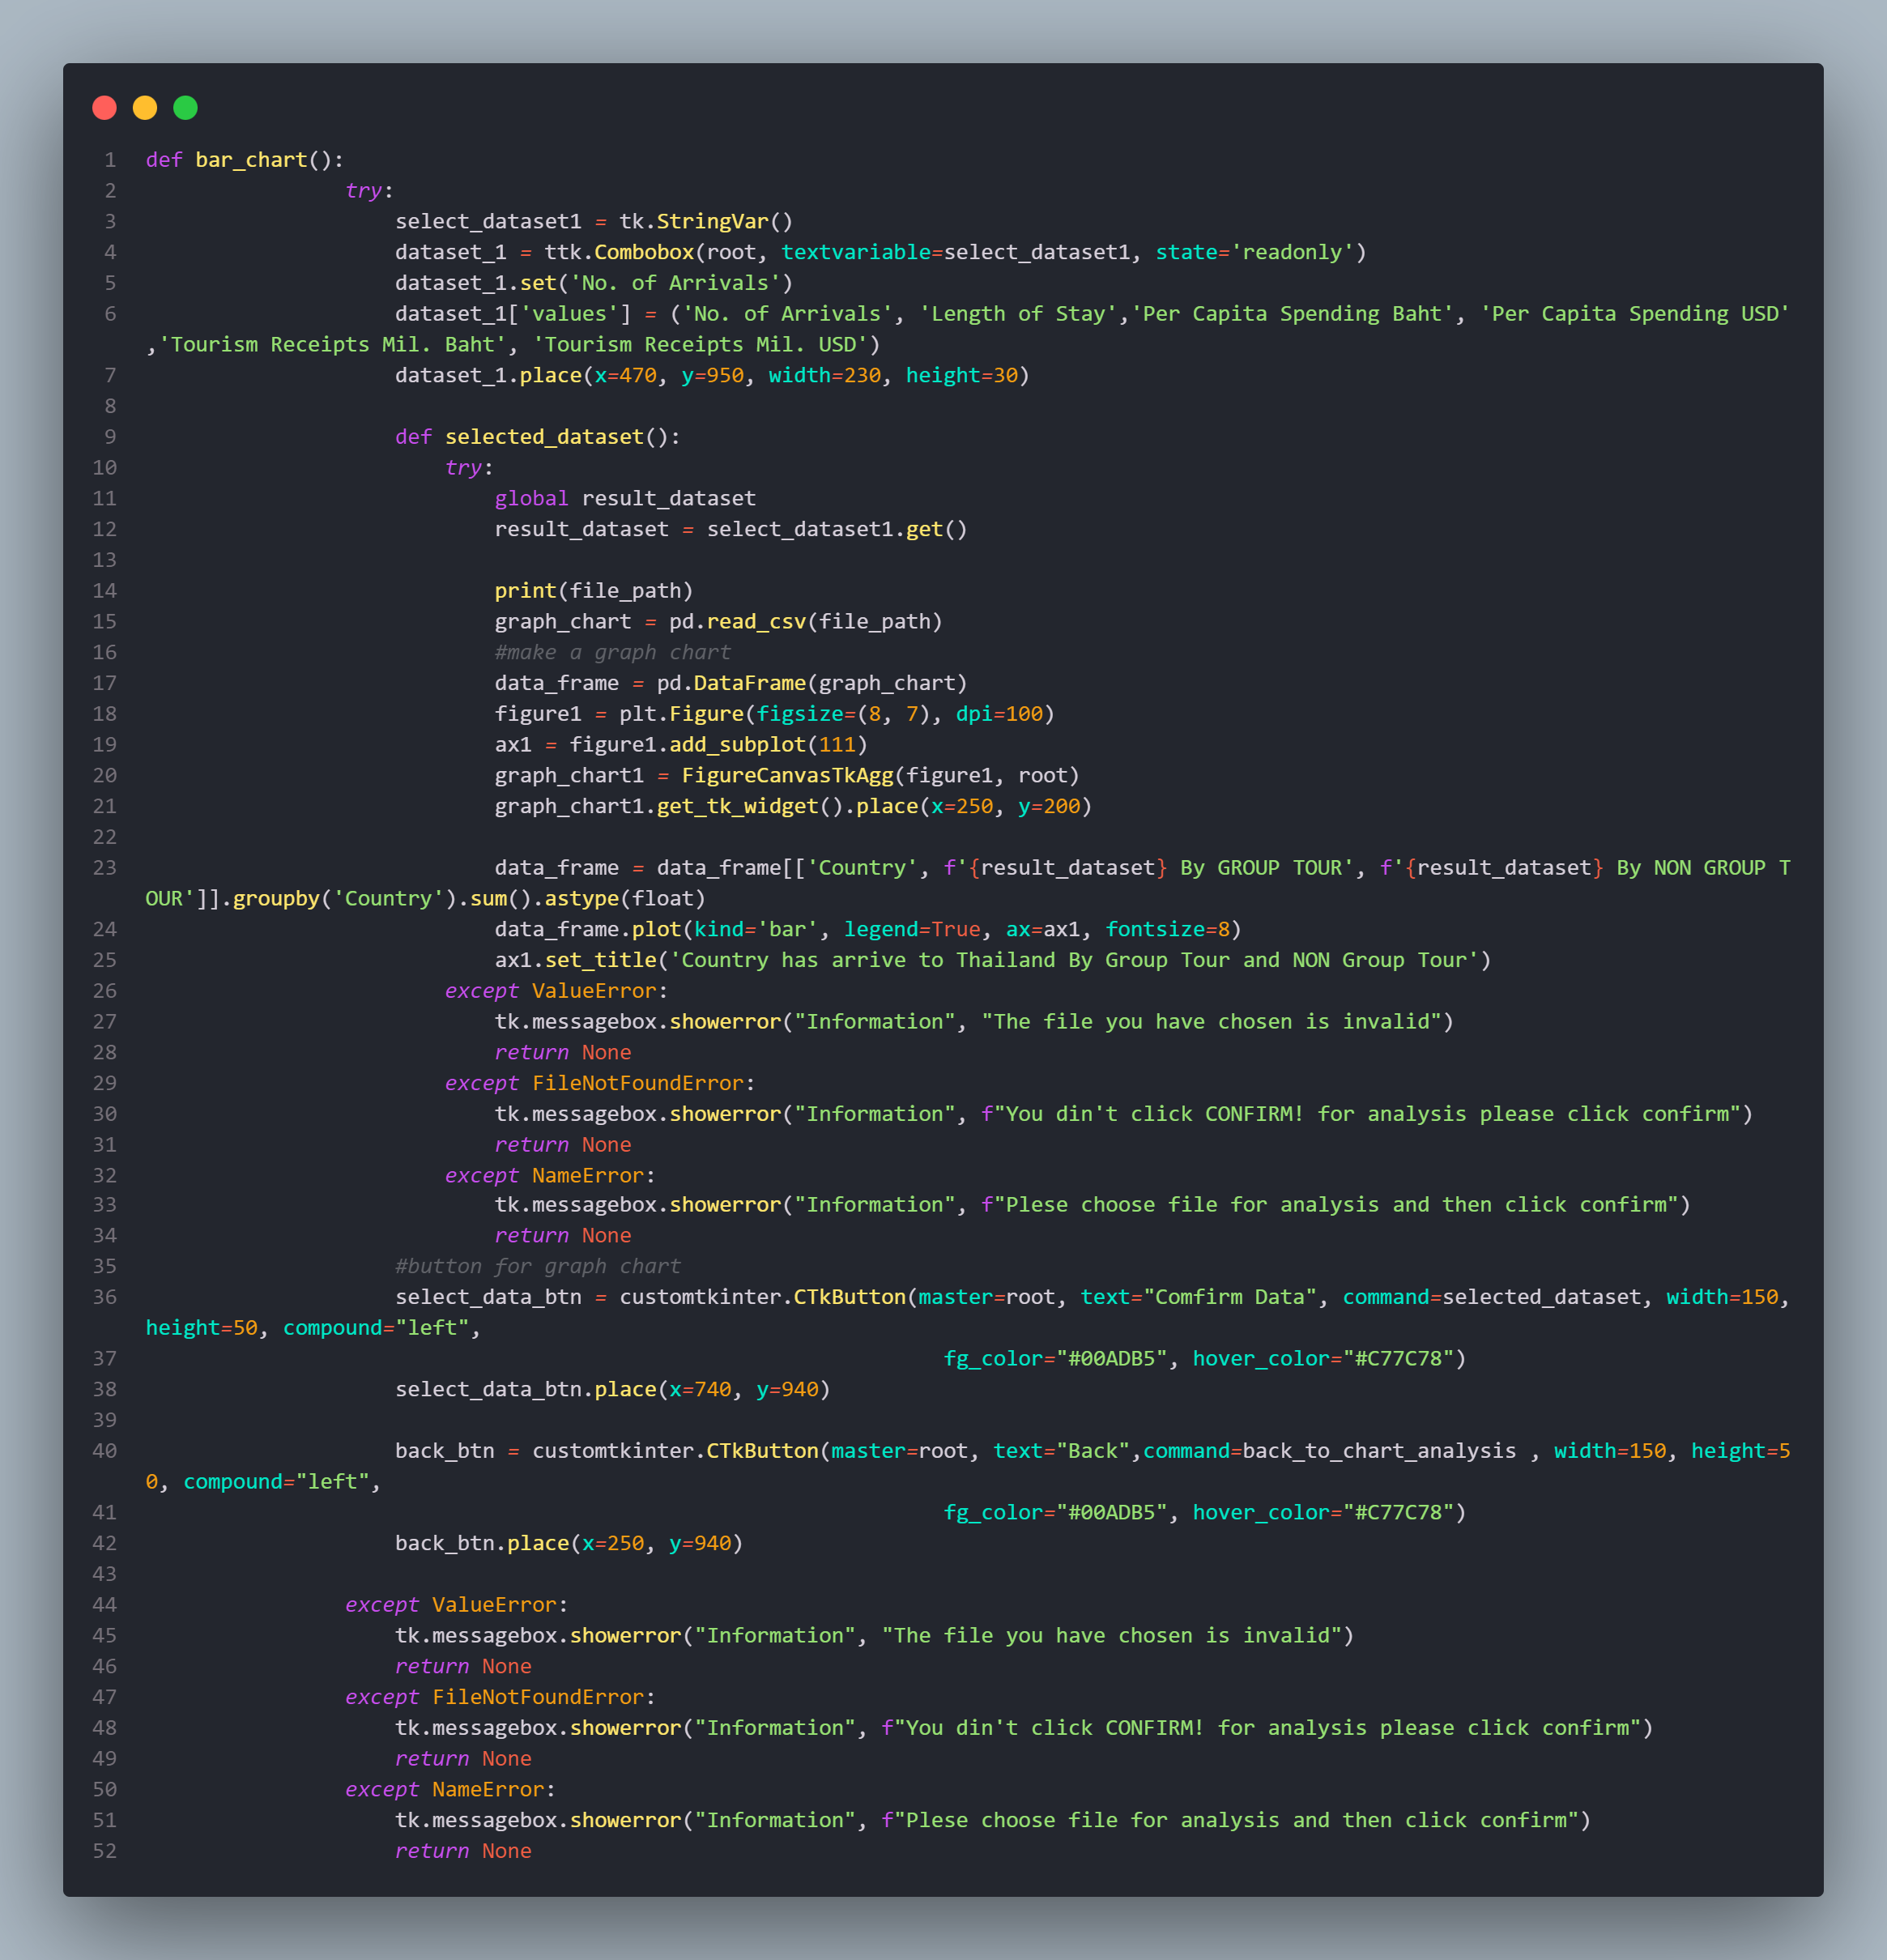 1 def bar_chart():
2                 try:
3                     select_dataset1 = tk.StringVar()
4                     dataset_1 = ttk.Combobox(root, textvariable=select_dataset1, state='readonly')
5                     dataset_1.set('No. of Arrivals')
6                     dataset_1['values'] = ('No. of Arrivals', 'Length of Stay','Per Capita Spending Baht', 'Per Capita Spending USD'
,'Tourism Receipts Mil. Baht', 'Tourism Receipts Mil. USD')
7                     dataset_1.place(x=470, y=950, width=230, height=30)
8
9                     def selected_dataset():
10                         try:
11                             global result_dataset
12                             result_dataset = select_dataset1.get()
13
14                             print(file_path)
15                             graph_chart = pd.read_csv(file_path)
16                             #make a graph chart
17                             data_frame = pd.DataFrame(graph_chart)
18                             figure1 = plt.Figure(figsize=(8, 7), dpi=100)
19                             ax1 = figure1.add_subplot(111)
20                             graph_chart1 = FigureCanvasTkAgg(figure1, root)
21                             graph_chart1.get_tk_widget().place(x=250, y=200)
22
23                             data_frame = data_frame[['Country', f'{result_dataset} By GROUP TOUR', f'{result_dataset} By NON GROUP T
OUR']].groupby('Country').sum().astype(float)
24                             data_frame.plot(kind='bar', legend=True, ax=ax1, fontsize=8)
25                             ax1.set_title('Country has arrive to Thailand By Group Tour and NON Group Tour')
26                         except ValueError:
27                             tk.messagebox.showerror("Information", "The file you have chosen is invalid")
28                             return None
29                         except FileNotFoundError:
30                             tk.messagebox.showerror("Information", f"You din't click CONFIRM! for analysis please click confirm")
31                             return None
32                         except NameError:
33                             tk.messagebox.showerror("Information", f"Plese choose file for analysis and then click confirm")
34                             return None
35                     #button for graph chart
36                     select_data_btn = customtkinter.CTkButton(master=root, text="Comfirm Data", command=selected_dataset, width=150,
height=50, compound="left",
37                                                                 fg_color="#00ADB5", hover_color="#C77C78")
38                     select_data_btn.place(x=740, y=940)
39
40                     back_btn = customtkinter.CTkButton(master=root, text="Back",command=back_to_chart_analysis , width=150, height=5
0, compound="left",
41                                                                 fg_color="#00ADB5", hover_color="#C77C78")
42                     back_btn.place(x=250, y=940)
43
44                 except ValueError:
45                     tk.messagebox.showerror("Information", "The file you have chosen is invalid")
46                     return None
47                 except FileNotFoundError:
48                     tk.messagebox.showerror("Information", f"You din't click CONFIRM! for analysis please click confirm")
49                     return None
50                 except NameError:
51                     tk.messagebox.showerror("Information", f"Plese choose file for analysis and then click confirm")
52                     return None